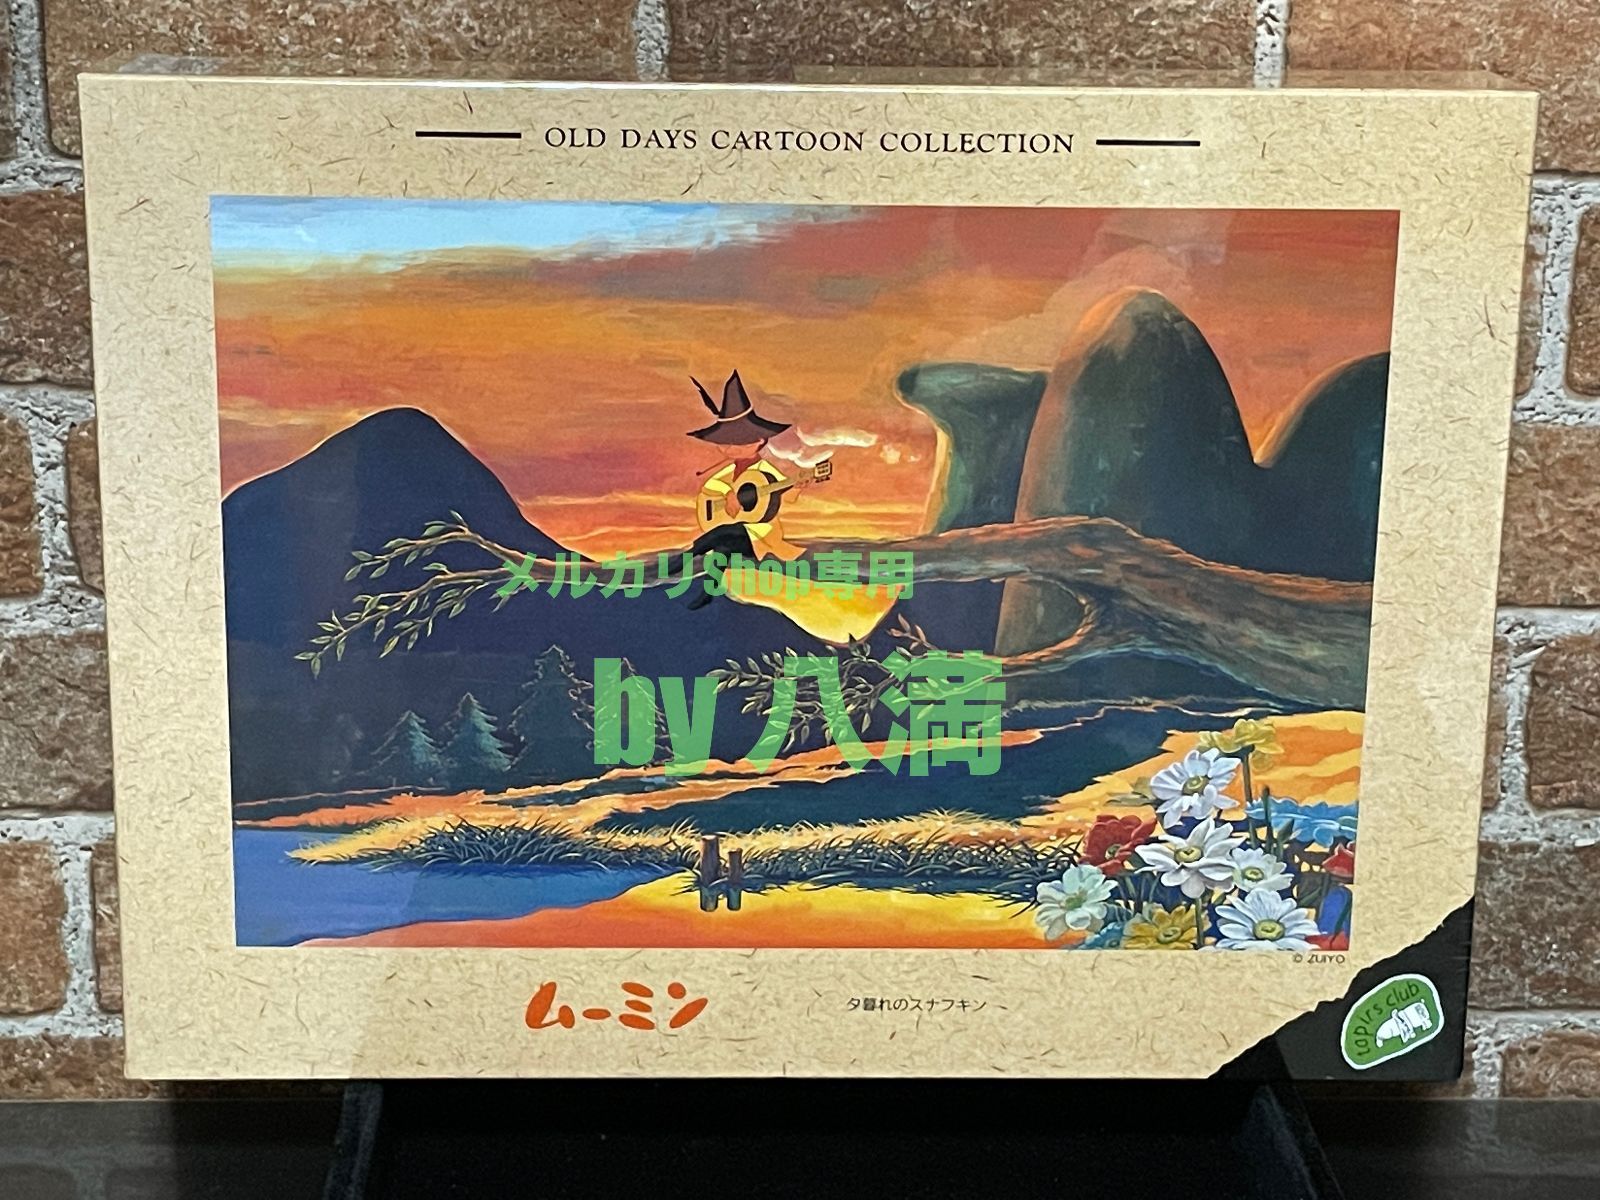 OLD DAYS CARTOON COLLECTION
メルカリShop専用
by 八満
© ZUIYO
ムーミン
夕暮れのスナフキン
tapirs club